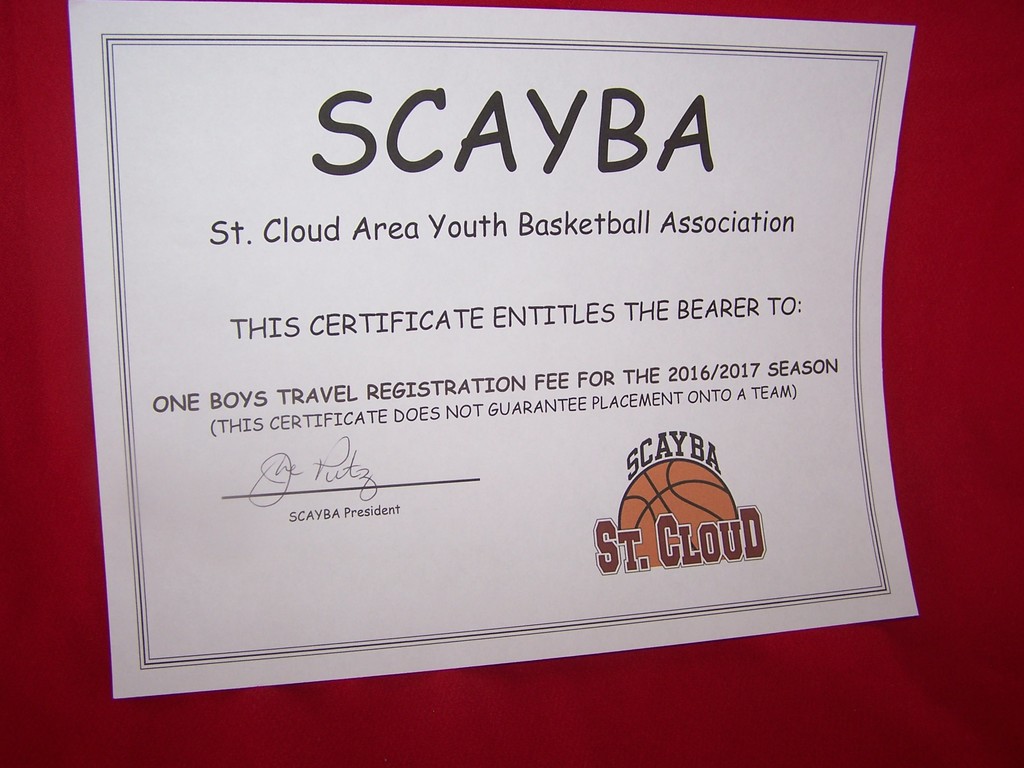 SCAYBA
St. Cloud Area Youth Basketball Association
THIS CERTIFICATE ENTITLES THE BEARER TO:
ONE BOYS TRAVEL REGISTRATION FEE FOR THE 2016/2017 SEASON
(THIS CERTIFICATE DOES NOT GUARANTEE PLACEMENT ONTO A TEAM)
SCAYBA President
SCAYBA
ST. CLOUD